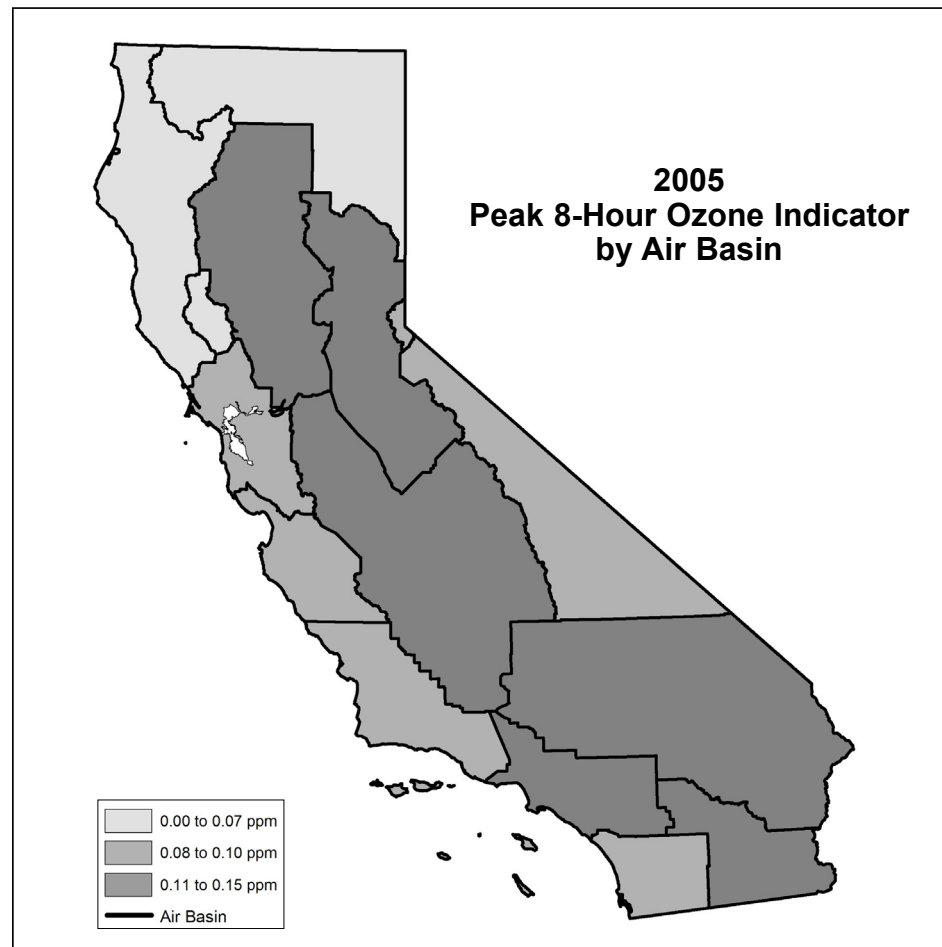 2005
Peak 8-Hour Ozone Indicator
by Air Basin
0.00 to 0.07 ppm
0.08 to 0.10 ppm
0.11 to 0.15 ppm
Air Basin